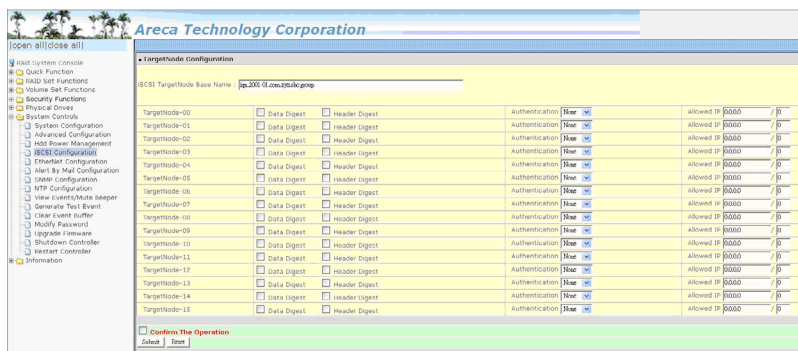 Areca Technology Corporation
|open all|close all|
Raid System Console
Quick Function
RAID Set Functions
Volume Set Functions
Security Functions
Physical Drives
System Controls
System Configuration
Advanced Configuration
Hdd Power Management
iSCSI Configuration
EtherNet Configuration
Alert By Mail Configuration
SNMP Configuration
NTP Configuration
View Events/Mute Beeper
Generate Test Event
Clear Event Buffer
Modify Password
Upgrade Firmware
Shutdown Controller
Restart Controller
Information
TargetNode Configuration
iSCSI TargetNode Base Name :
TargetNode-00 Data Digest Header Digest Authentication None Allowed IP 0.0.0.0 / 0
TargetNode-01 Data Digest Header Digest Authentication None Allowed IP 0.0.0.0 / 0
TargetNode-02 Data Digest Header Digest Authentication None Allowed IP 0.0.0.0 / 0
TargetNode-03 Data Digest Header Digest Authentication None Allowed IP 0.0.0.0 / 0
TargetNode-04 Data Digest Header Digest Authentication None Allowed IP 0.0.0.0 / 0
TargetNode-05 Data Digest Header Digest Authentication None Allowed IP 0.0.0.0 / 0
TargetNode-06 Data Digest Header Digest Authentication None Allowed IP 0.0.0.0 / 0
TargetNode-07 Data Digest Header Digest Authentication None Allowed IP 0.0.0.0 / 0
TargetNode-08 Data Digest Header Digest Authentication None Allowed IP 0.0.0.0 / 0
TargetNode-09 Data Digest Header Digest Authentication None Allowed IP 0.0.0.0 / 0
TargetNode-10 Data Digest Header Digest Authentication None Allowed IP 0.0.0.0 / 0
TargetNode-11 Data Digest Header Digest Authentication None Allowed IP 0.0.0.0 / 0
TargetNode-12 Data Digest Header Digest Authentication None Allowed IP 0.0.0.0 / 0
TargetNode-13 Data Digest Header Digest Authentication None Allowed IP 0.0.0.0 / 0
TargetNode-14 Data Digest Header Digest Authentication None Allowed IP 0.0.0.0 / 0
TargetNode-15 Data Digest Header Digest Authentication None Allowed IP 0.0.0.0 / 0
Confirm The Operation
Submit Reset